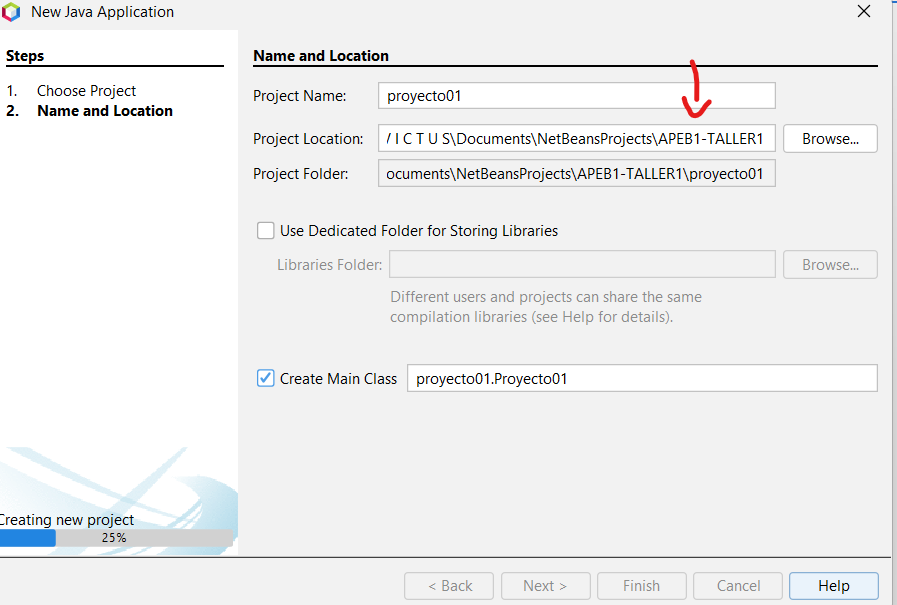 New Java Application
Steps
1. Choose Project
2. Name and Location
Name and Location
Project Name: proyecto01
Project Location: V I C T U S\Documents\NetBeansProjects\APEB1-TALLER1 Browse...
Project Folder: ocuments\NetBeansProjects\APEB1-TALLER1\proyecto01
Use Dedicated Folder for Storing Libraries
Libraries Folder: Browse...
Different users and projects can share the same
compilation libraries (see Help for details).
Create Main Class proyecto01.Proyecto01
Creating new project
25%
< Back Next > Finish Cancel Help